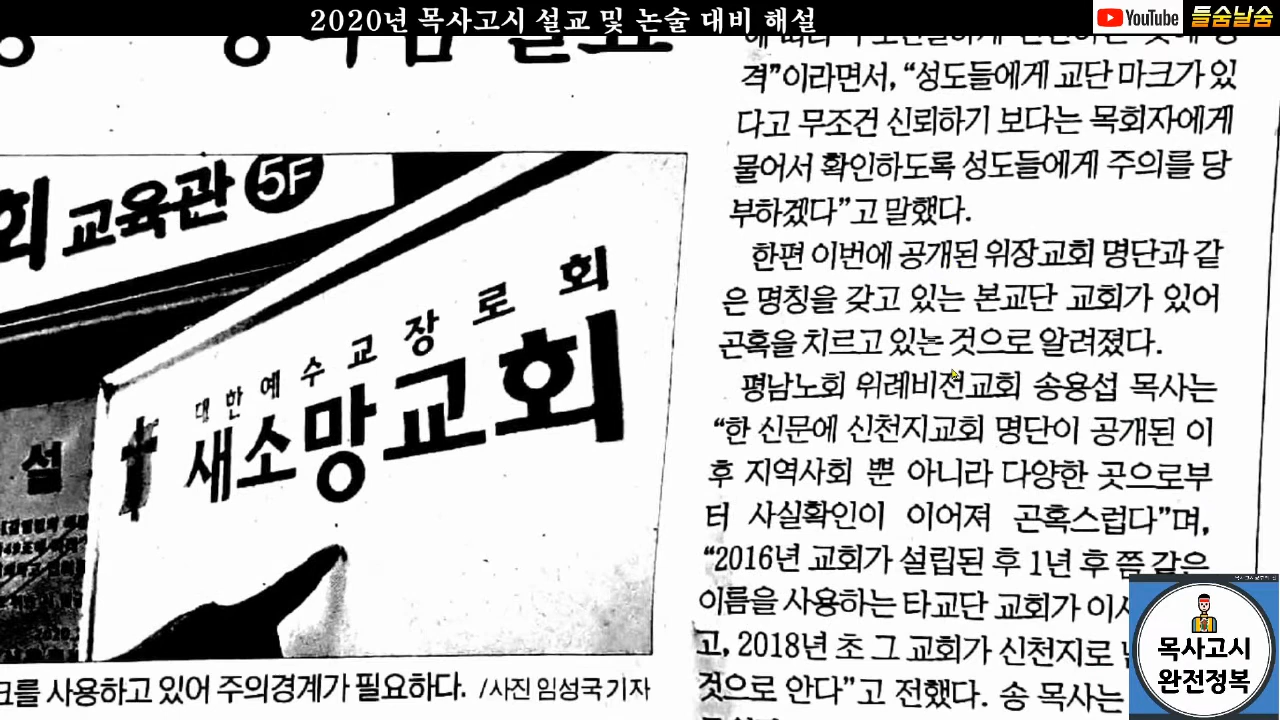 2020년 목사고시 설교 및 논술 대비 해설
YouTube
들숨날숨
회 교육관 5F
대한예수교장로회
새소망교회
설
크를 사용하고 있어 주의경계가 필요하다. /사진 임성국 기자
격”이라면서, “성도들에게 교단 마크가 있
다고 무조건 신뢰하기 보다는 목회자에게
물어서 확인하도록 성도들에게 주의를 당
부하겠다”고 말했다.
한편 이번에 공개된 위장교회 명단과 같
은 명칭을 갖고 있는 본교단 교회가 있어
곤혹을 치르고 있는 것으로 알려졌다.
평남노회 위례비전교회 송용섭 목사는
“한 신문에 신천지교회 명단이 공개된 이
후 지역사회 뿐 아니라 다양한 곳으로부
터 사실확인이 이어져 곤혹스럽다”며,
“2016년 교회가 설립된 후 1년 후 쯤 같은
이름을 사용하는 타교단 교회가
고, 2018년 초 그 교회가 신천지로
것으로 안다”고 전했다. 송 목사는
목사고시
완전정복